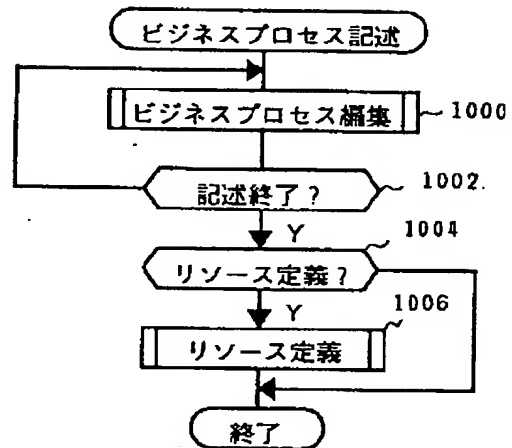 ビジネスプロセス記述
ビジネスプロセス編集
1000
記述終了?
1002.
Y
1004
リソース定義?
Y
1006
リソース定義
終了